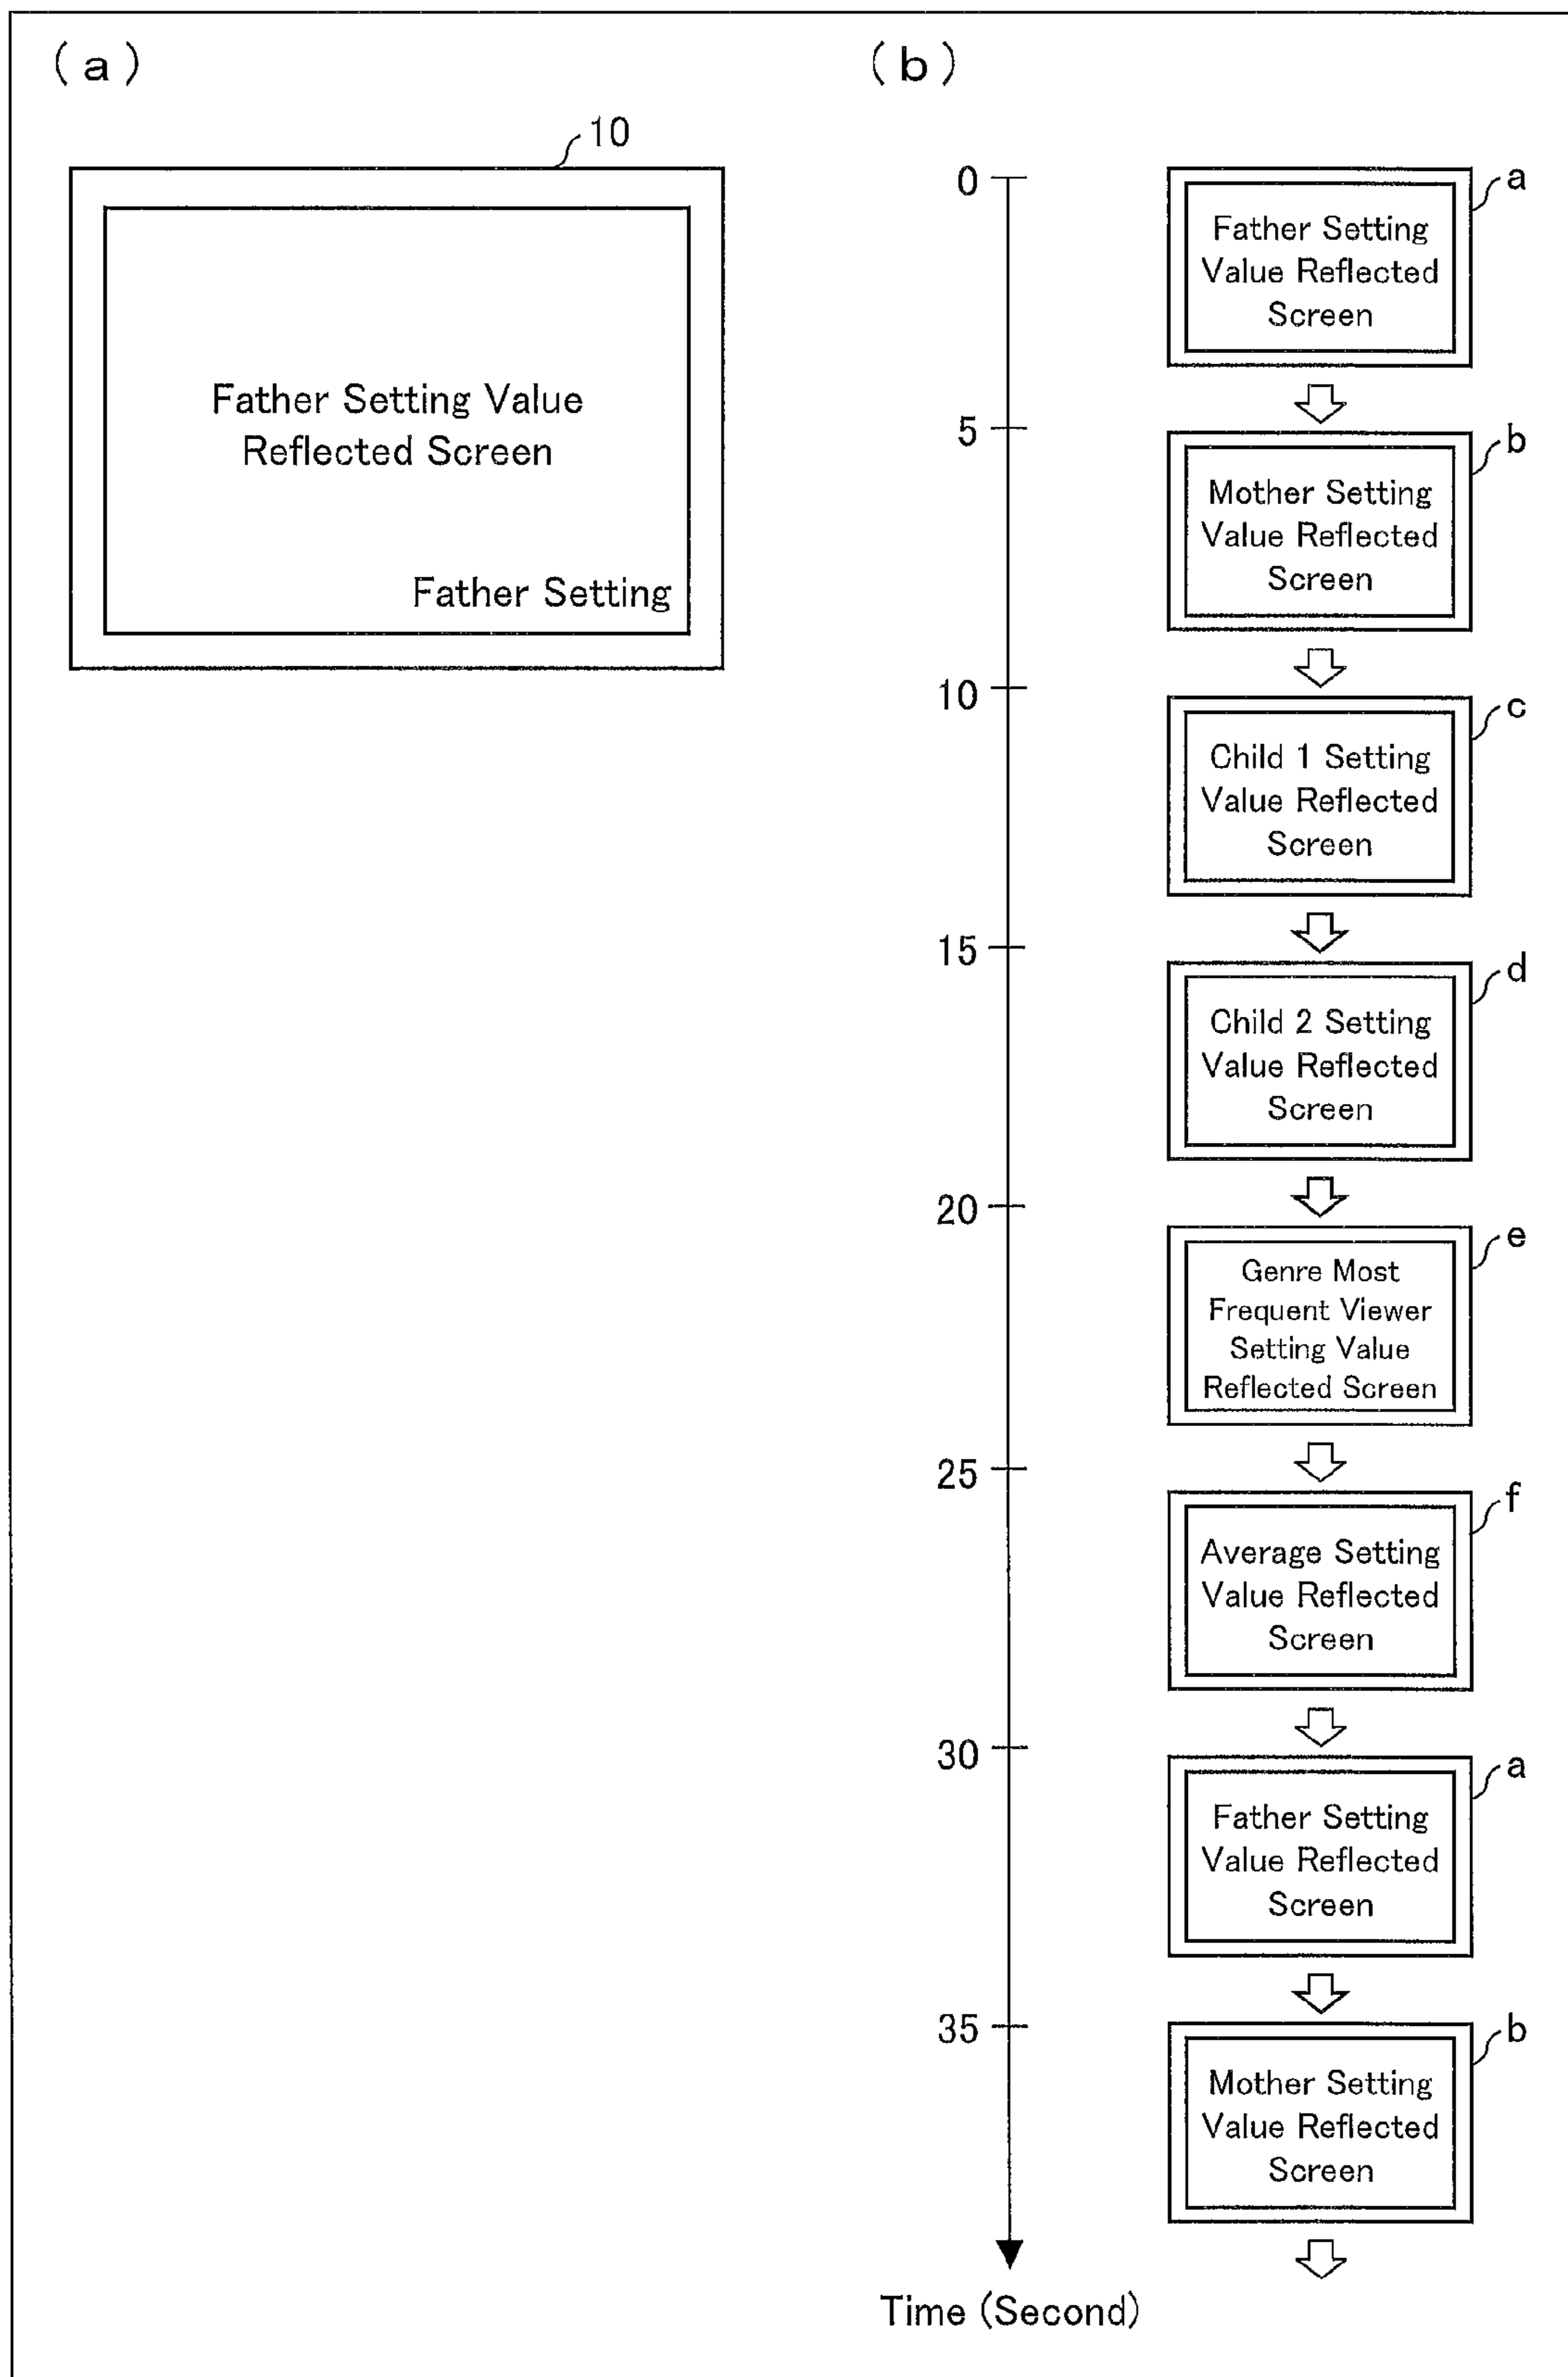 (a)
10
Father Setting Value
Reflected Screen
Father Setting
(b)
0
a
Father Setting
Value Reflected
Screen
5
b
Mother Setting
Value Reflected
Screen
10
c
Child 1 Setting
Value Reflected
Screen
15
d
Child 2 Setting
Value Reflected
Screen
20
e
Genre Most
Frequent Viewer
Setting Value
Reflected Screen
25
f
Average Setting
Value Reflected
Screen
30
a
Father Setting
Value Reflected
Screen
35
b
Mother Setting
Value Reflected
Screen
Time (Second)